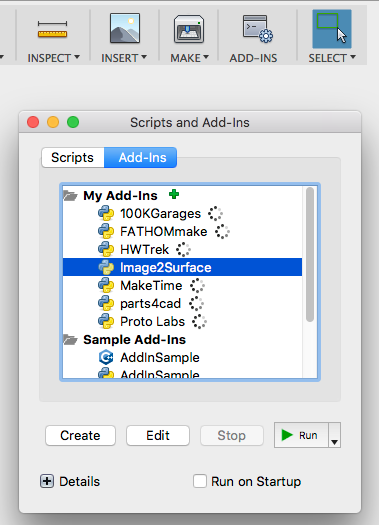 INSPECT INSERT MAKE ADD-INS SELECT
Scripts and Add-Ins
Scripts Add-Ins
My Add-Ins
100KGarages
FATHOMmake
HWTrek
Image2Surface
MakeTime
parts4cad
Proto Labs
Sample Add-Ins
AddInSample
AddInSample
Create Edit Stop Run
Details Run on Startup